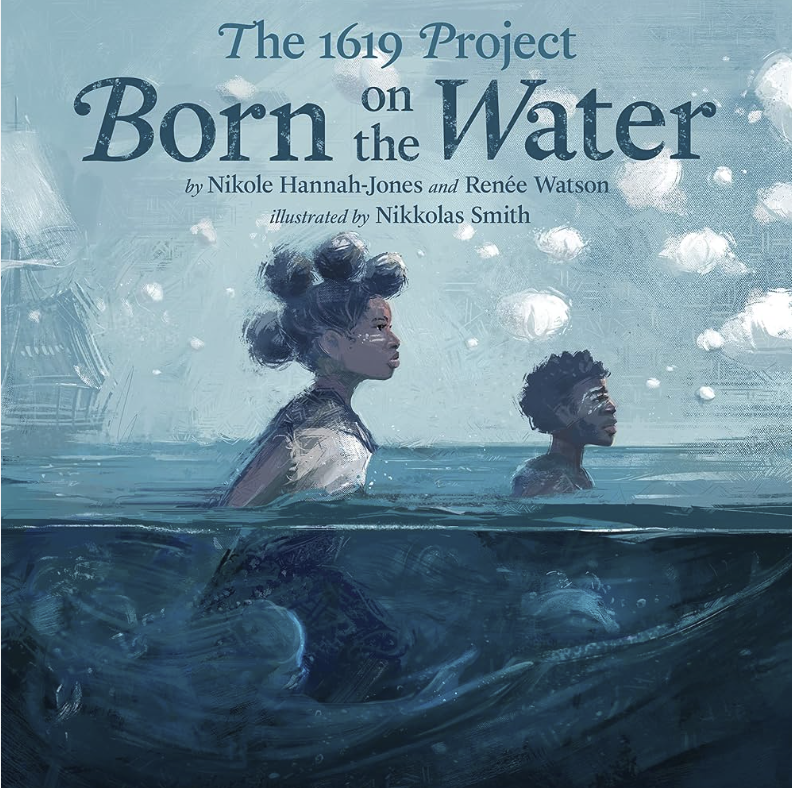 The 1619 Project
Born on the Water
by Nikole Hannah-Jones and Renée Watson
illustrated by Nikkolas Smith